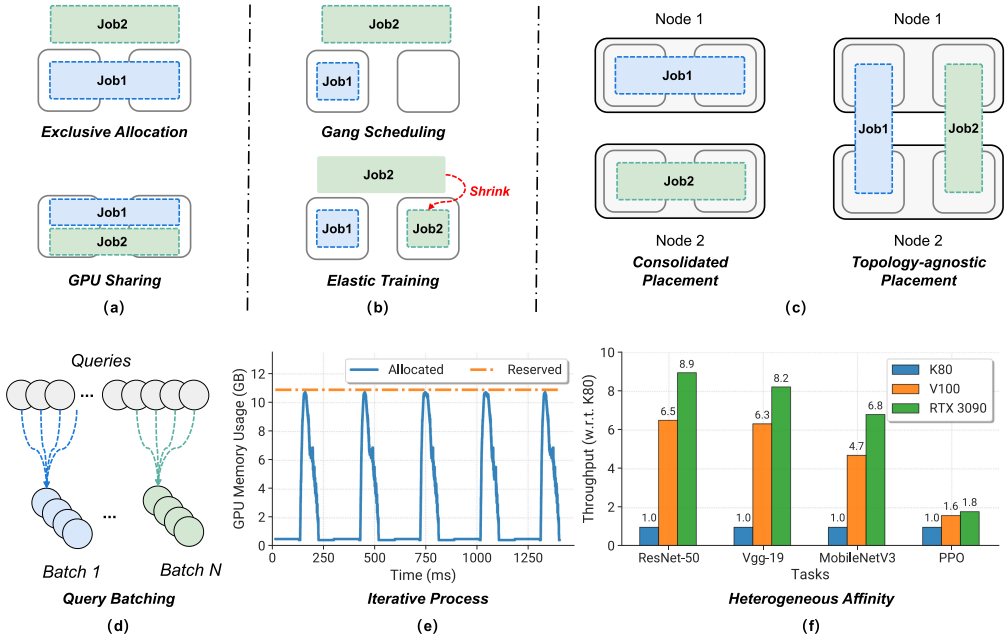 Job2
Job1
Exclusive Allocation
Job1
Job2
GPU Sharing
(a)
Job2
Job1
Gang Scheduling
Job2
Shrink
Job1
Job2
Elastic Training
(b)
Node 1
Node 1
Job1
Job1
Job2
Job2
Node 2
Node 2
Consolidated
Placement
Topology-agnostic
Placement
(c)
Queries
...
...
Batch 1
Batch N
Query Batching
(d)
GPU Memory Usage (GB)
12
10
8
6
4
2
0
Allocated
Reserved
0 250 500 750 1000 1250
Time (ms)
Iterative Process
(e)
Throughput (w.r.t. K80)
10
8
6
4
2
0
K80
V100
RTX 3090
1.0 6.5 8.9
1.0 6.3 8.2
1.0 4.7 6.8
1.0 1.6 1.8
ResNet-50 Vgg-19 MobileNetV3 PPO
Tasks
Heterogeneous Affinity
(f)